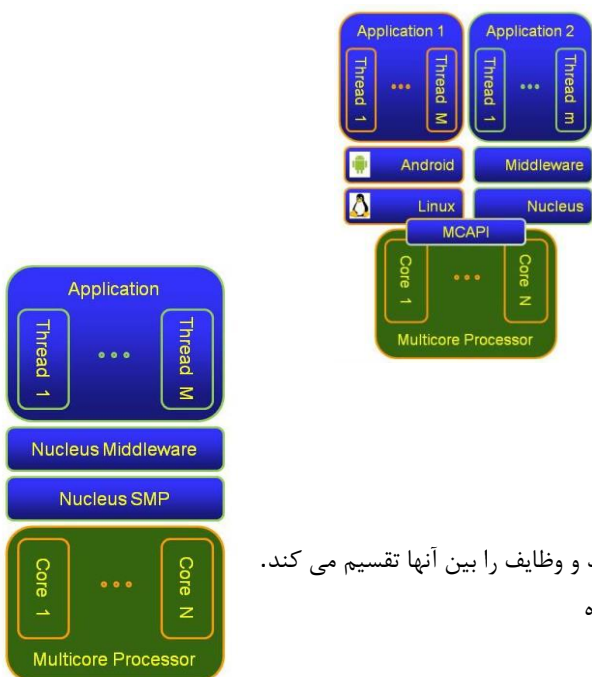 Application 1
Thread 1
Thread M
Application 2
Thread 1
Thread m
Android
Middleware
Linux
Nucleus
MCAPI
Core 1
Core N
Multicore Processor
Application
Thread 1
Thread M
Nucleus Middleware
Nucleus SMP
Core 1
Core N
Multicore Processor
و وظایف را بین آنها تقسیم می کند.